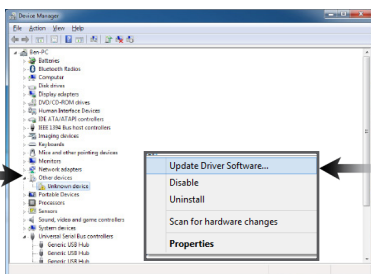 Device Manager
File Action View Help
Ben-PC
Batteries
Bluetooth Radios
Computer
Disk drives
Display adapters
DVD/CD-ROM drives
Human Interface Devices
IDE ATA/ATAPI controllers
IEEE 1394 Bus host controllers
Imaging devices
Keyboards
Mice and other pointing devices
Monitors
Network adapters
Other devices
Unknown device
Portable Devices
Processors
Sensors
Sound, video and game controllers
System devices
Universal Serial Bus controllers
Generic USB Hub
Generic USB Hub
Generic USB Hub
Update Driver Software...
Disable
Uninstall
Scan for hardware changes
Properties